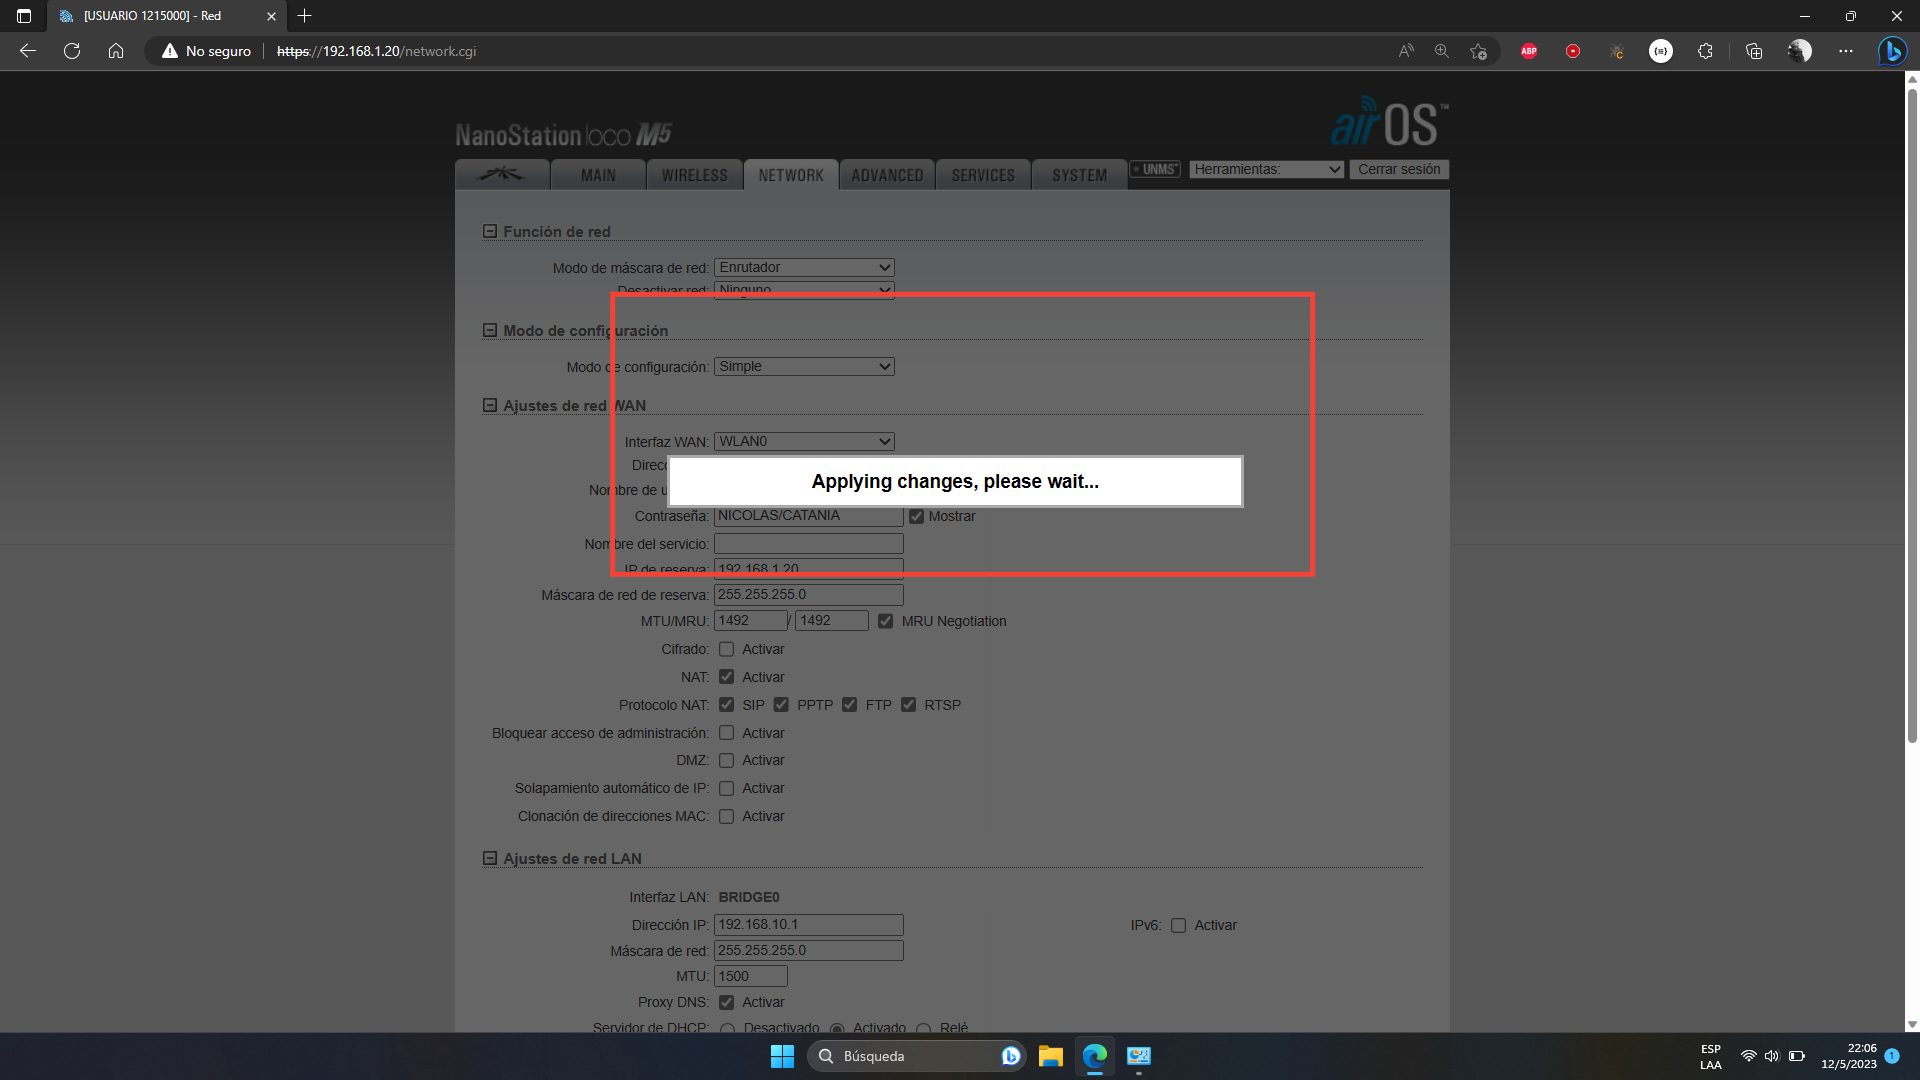 [USUARIO 1215000] - Red
No seguro
https://192.168.1.20/network.cgi
ABP
NanoStation loco M5
airOS™
MAIN
WIRELESS
NETWORK
ADVANCED
SERVICES
SYSTEM
UNMS™
Herramientas:
Cerrar sesión
Función de red
Modo de máscara de red: Enrutador
Desactivar red: Ninguno
Modo de configuración
Modo de configuración: Simple
Ajustes de red WAN
Interfaz WAN: WLAN0
Direcc
Applying changes, please wait...
Nombre de u
Contraseña: NICOLAS/CATANIA Mostrar
Nombre del servicio:
IP de reserva: 192.168.1.20
Máscara de red de reserva: 255.255.255.0
MTU/MRU: 1492 / 1492 MRU Negotiation
Cifrado: Activar
NAT: Activar
Protocolo NAT: SIP PPTP FTP RTSP
Bloquear acceso de administración: Activar
DMZ: Activar
Solapamiento automático de IP: Activar
Clonación de direcciones MAC: Activar
Ajustes de red LAN
Interfaz LAN: BRIDGE0
Dirección IP: 192.168.10.1 IPv6: Activar
Máscara de red: 255.255.255.0
MTU: 1500
Proxy DNS: Activar
Servidor de DHCP: Desactivado Activado Relé
Búsqueda
ESP
LAA
22:06
12/5/2023
1